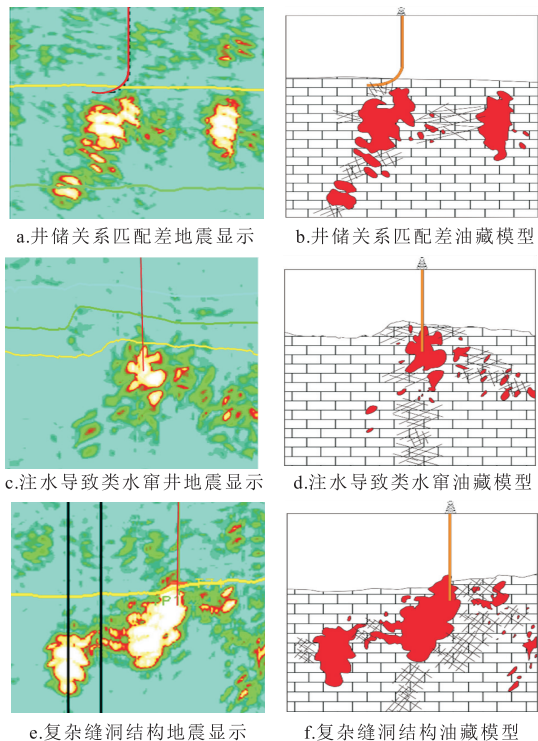 a.井储关系匹配差地震显示
b.井储关系匹配差油藏模型
c.注水导致类水窜井地震显示
d.注水导致类水窜油藏模型
P1
e.复杂缝洞结构地震显示
f.复杂缝洞结构油藏模型